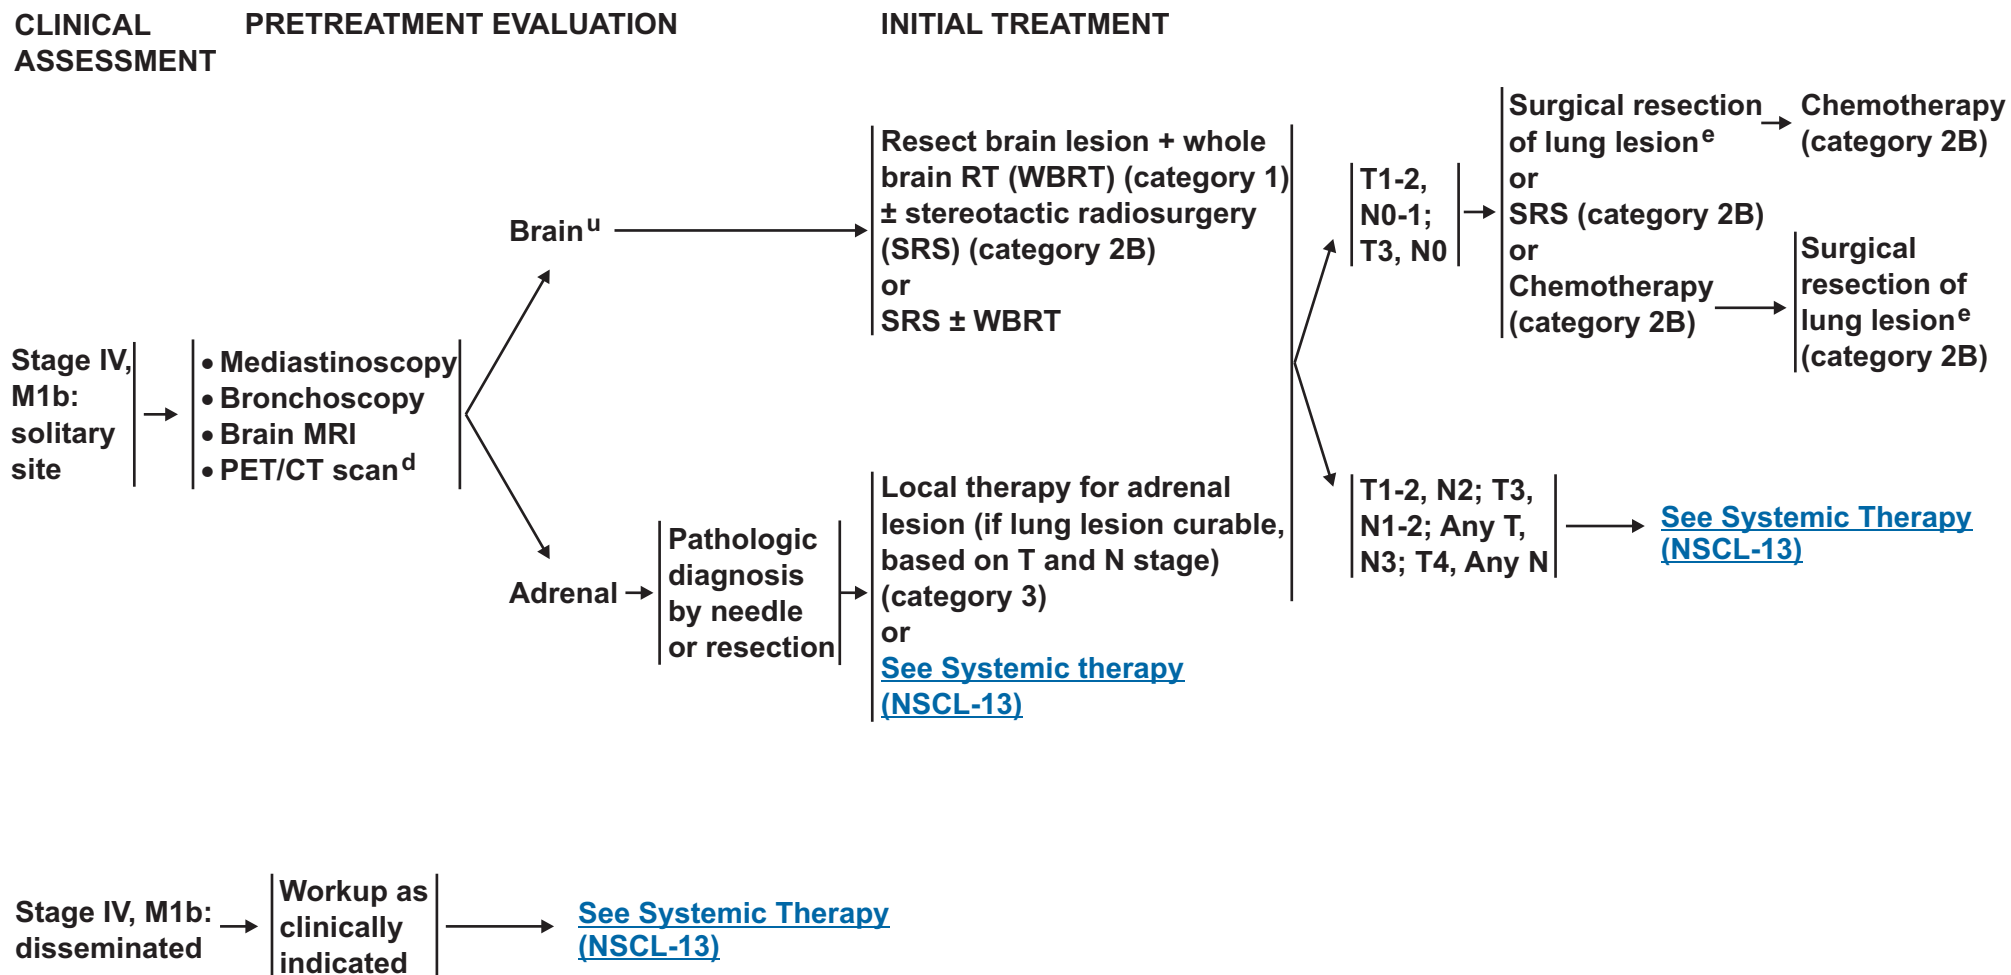 CLINICAL
ASSESSMENT
PRETREATMENT EVALUATION
INITIAL TREATMENT
Stage IV,
M1b:
solitary
site
• Mediastinoscopy
• Bronchoscopy
• Brain MRI
• PET/CT scan d
Brain u
Adrenal
Pathologic
diagnosis
by needle
or resection
Resect brain lesion + whole
brain RT (WBRT) (category 1)
± stereotactic radiosurgery
(SRS) (category 2B)
or
SRS ± WBRT
Local therapy for adrenal
lesion (if lung lesion curable,
based on T and N stage)
(category 3)
or
See Systemic therapy
(NSCL-13)
T1-2,
N0-1;
T3, N0
Surgical resection
of lung lesion e
or
SRS (category 2B)
or
Chemotherapy
(category 2B)
Chemotherapy
(category 2B)
Surgical
resection of
lung lesion e
(category 2B)
T1-2, N2; T3,
N1-2; Any T,
N3; T4, Any N
See Systemic Therapy
(NSCL-13)
Stage IV, M1b:
disseminated
Workup as
clinically
indicated
See Systemic Therapy
(NSCL-13)